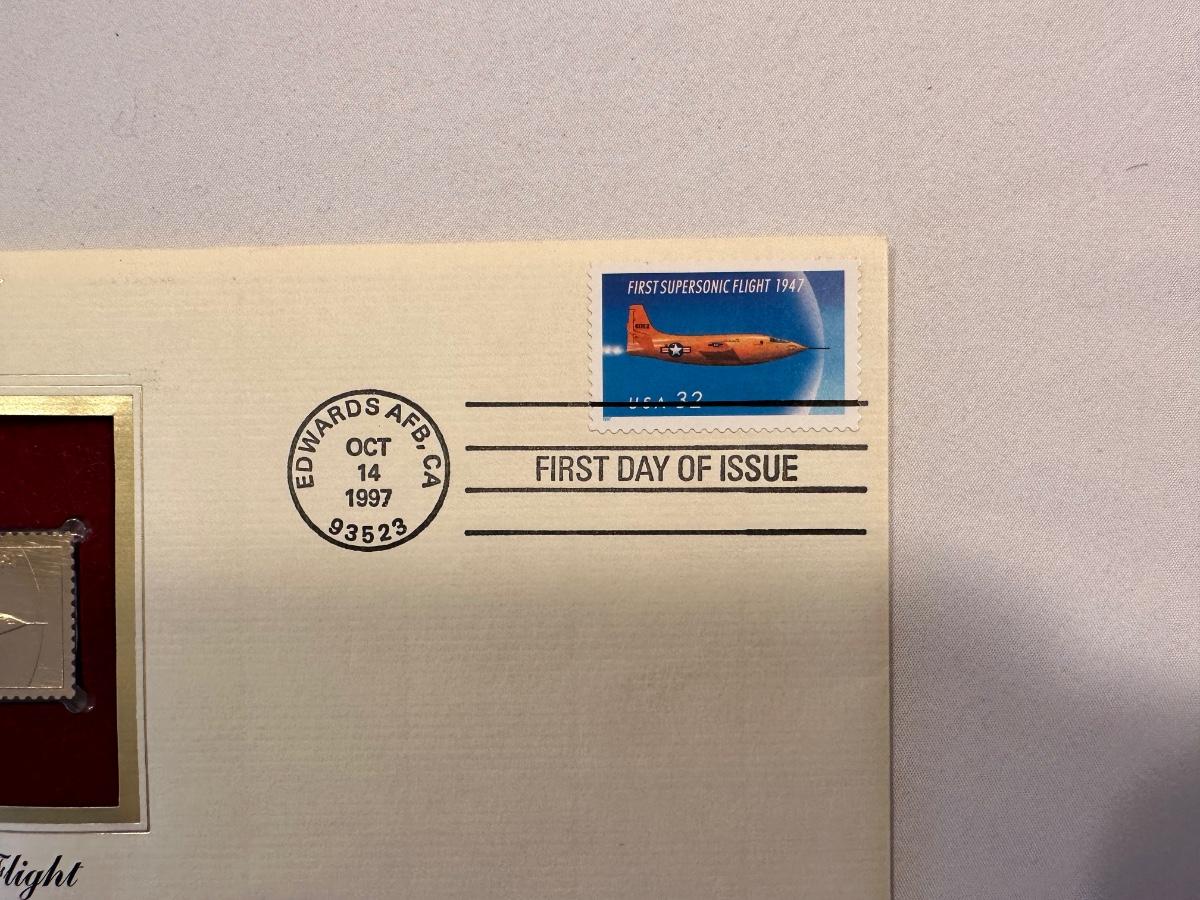 FIRST SUPERSONIC FLIGHT 1947
USA 32
EDWARDS AFB, CA
OCT
14
1997
93523
FIRST DAY OF ISSUE
Flight